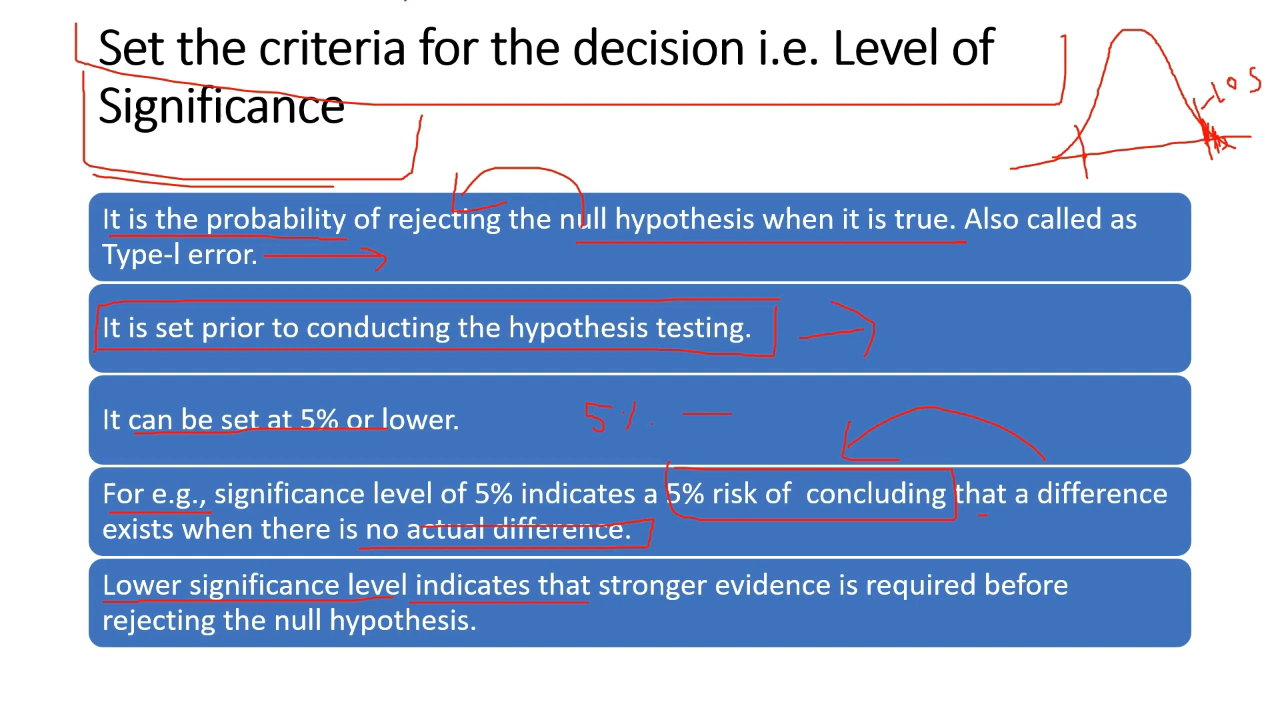 Set the criteria for the decision i.e. Level of
Significance
LOS
It is the probability of rejecting the null hypothesis when it is true. Also called as
Type-l error.
It is set prior to conducting the hypothesis testing.
It can be set at 5% or lower.
5%
For e.g., significance level of 5% indicates a 5% risk of concluding that a difference
exists when there is no actual difference.
Lower significance level indicates that stronger evidence is required before
rejecting the null hypothesis.